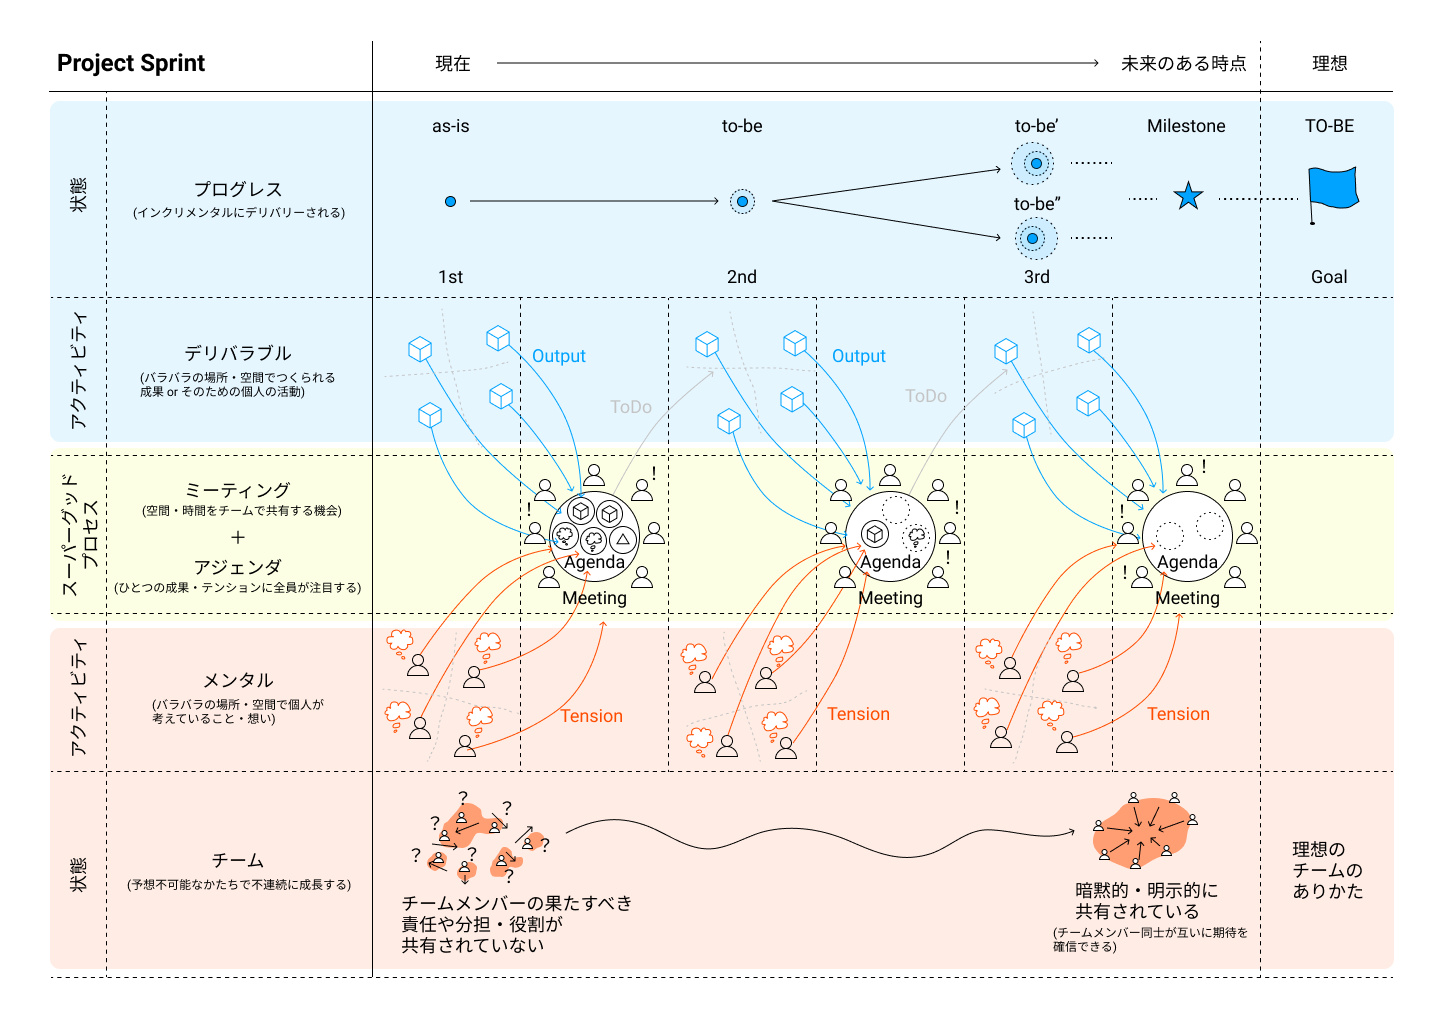 Project Sprint
現在
未来のある時点
理想
状態
プログレス
(インクリメンタルにデリバリーされる)
as-is
to-be
to-be’
to-be”
Milestone
TO-BE
1st
2nd
3rd
Goal
アクティビティ
デリバラブル
(バラバラの場所・空間でつくられる
成果 or そのための個人の活動)
Output
ToDo
Output
ToDo
スーパーグッド
プロセス
ミーティング
(空間・時間をチームで共有する機会)
＋
アジェンダ
(ひとつの成果・テンションに全員が注目する)
!
!
Agenda
Meeting
!
!
Agenda
Meeting
!
!
!
Agenda
Meeting
アクティビティ
メンタル
(バラバラの場所・空間で個人が
考えていること・想い)
Tension
Tension
Tension
状態
チーム
(予想不可能なかたちで不連続に成長する)
?
?
?
?
?
?
?
チームメンバーの果たすべき
責任や分担・役割が
共有されていない
暗黙的・明示的に
共有されている
(チームメンバー同士が互いに期待を
確信できる)
理想の
チームの
ありかた